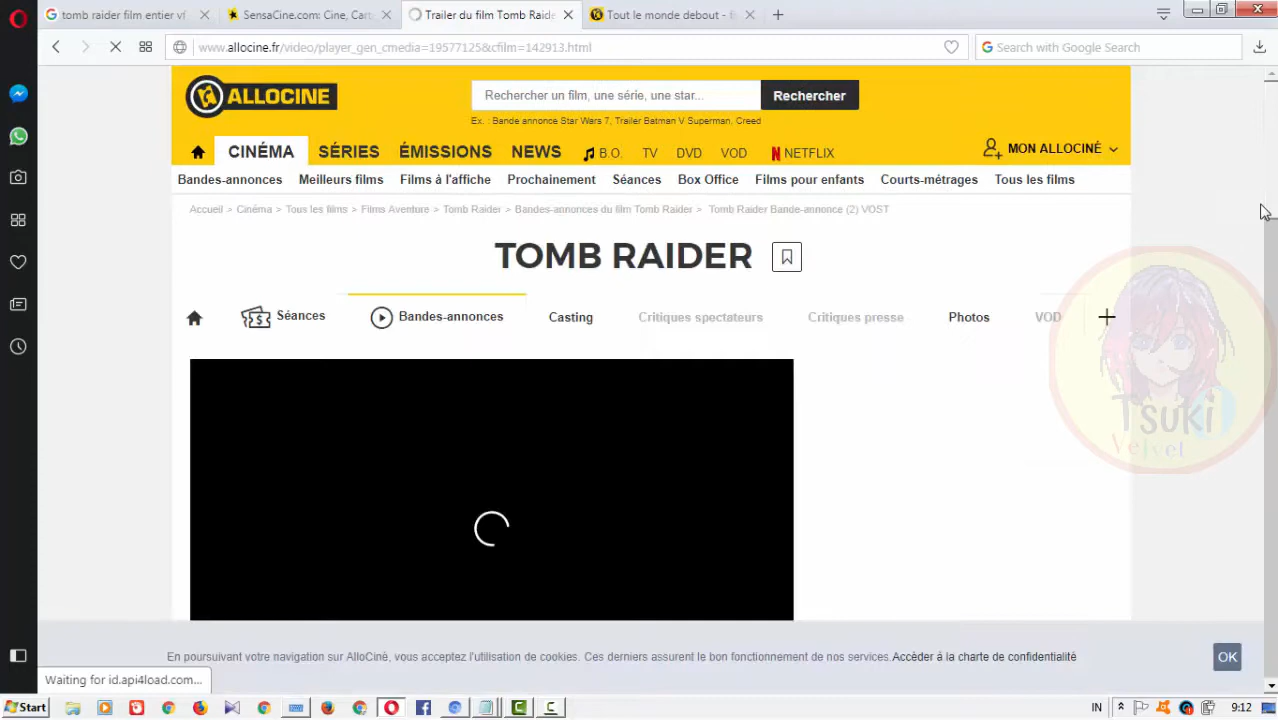 tomb raider film entier vf
SensaCine.com: Cine, Cart
Trailer du film Tomb Raide
Tout le monde debout - fi
www.allocine.fr/video/player_gen_cmedia=19577125&cfilm=142913.html
Search with Google Search
ALLOCINE
Rechercher un film, une série, une star...
Rechercher
Ex. : Bande annonce Star Wars 7, Trailer Batman V Superman, Creed
CINÉMA SÉRIES ÉMISSIONS NEWS B.O. TV DVD VOD NETFLIX MON ALLOCINÉ
Bandes-annonces Meilleurs films Films à l'affiche Prochainement Séances Box Office Films pour enfants Courts-métrages Tous les films
Accueil > Cinéma > Tous les films > Films Aventure > Tomb Raider > Bandes-annonces du film Tomb Raider > Tomb Raider Bande-annonce (2) VOST
TOMB RAIDER
Séances Bandes-annonces Casting Critiques spectateurs Critiques presse Photos VOD
Tsuki
Velvet
En poursuivant votre navigation sur AlloCiné, vous acceptez l'utilisation de cookies. Ces derniers assurent le bon fonctionnement de nos services.Accèder à la charte de confidentialité
OK
Waiting for id.api4load.com...
Start
IN
9:12